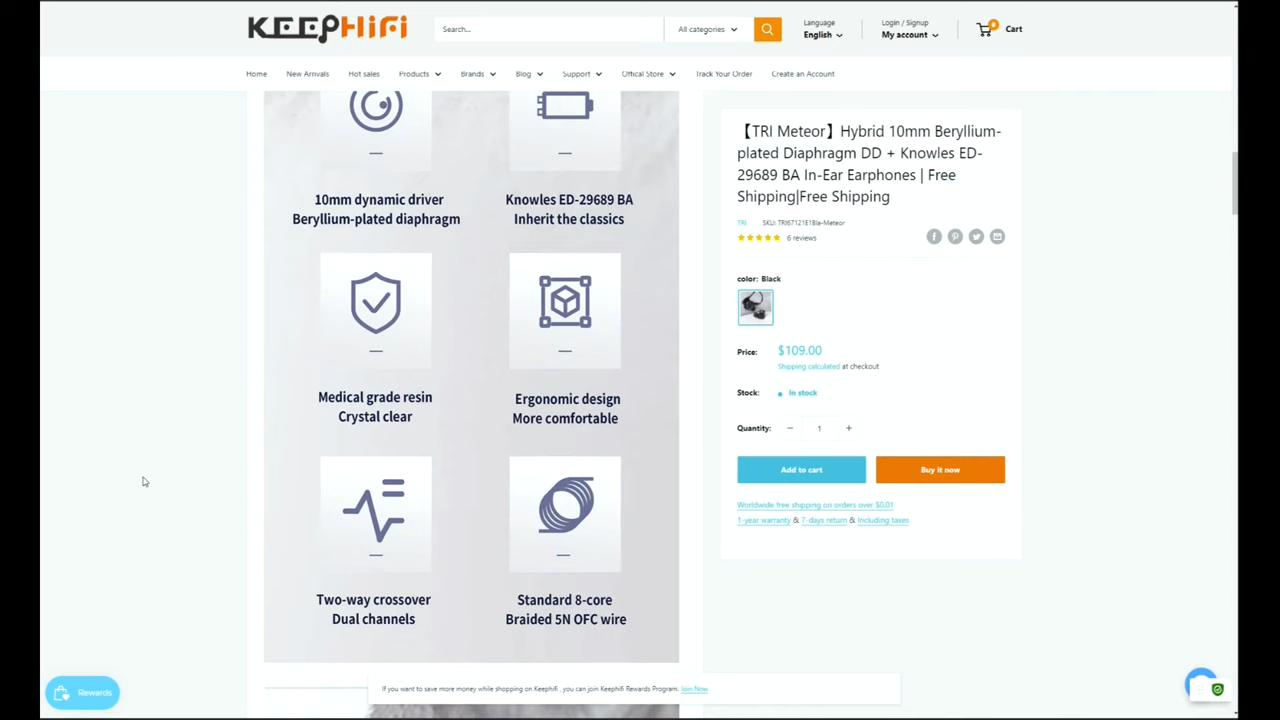 KEEPHIFI
Search...
All categories
Language
English
Login / Signup
My account
0
Cart
Home
New Arrivals
Hot sales
Products
Brands
Blog
Support
Offical Store
Track Your Order
Create an Account
10mm dynamic driver
Beryllium-plated diaphragm
Knowles ED-29689 BA
Inherit the classics
Medical grade resin
Crystal clear
Ergonomic design
More comfortable
Two-way crossover
Dual channels
Standard 8-core
Braided 5N OFC wire
【TRI Meteor】Hybrid 10mm Beryllium-
plated Diaphragm DD + Knowles ED-
29689 BA In-Ear Earphones | Free
Shipping|Free Shipping
TRI SKU: TRI67121E1Bla-Meteor
6 reviews
color: Black
Price: $109.00
Shipping calculated at checkout
Stock: In stock
Quantity: − 1 +
Add to cart
Buy it now
Worldwide free shipping on orders over $0.01
1-year warranty & 7-days return & Including taxes
Rewards
If you want to save more money while shopping on Keephifi , you can join Keephifi Rewards Program. Join Now